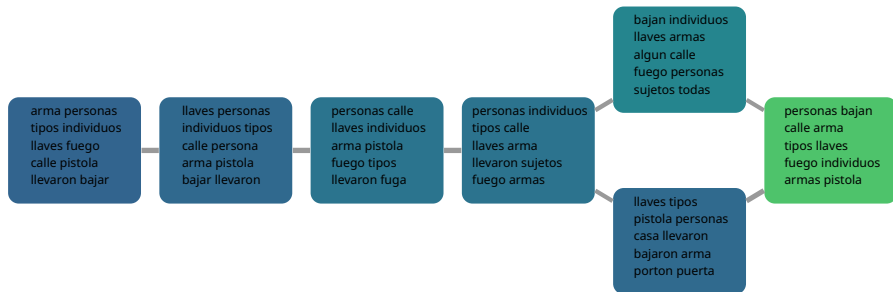 arma personas
tipos individuos
llaves fuego
calle pistola
llevaron bajar
llaves personas
individuos tipos
calle persona
arma pistola
bajar llevaron
personas calle
llaves individuos
arma pistola
fuego tipos
llevaron fuga
personas individuos
tipos calle
llaves arma
llevaron sujetos
fuego armas
bajan individuos
llaves armas
algun calle
fuego personas
sujetos todas
llaves tipos
pistola personas
casa llevaron
bajaron arma
porton puerta
personas bajan
calle arma
tipos llaves
fuego individuos
armas pistola